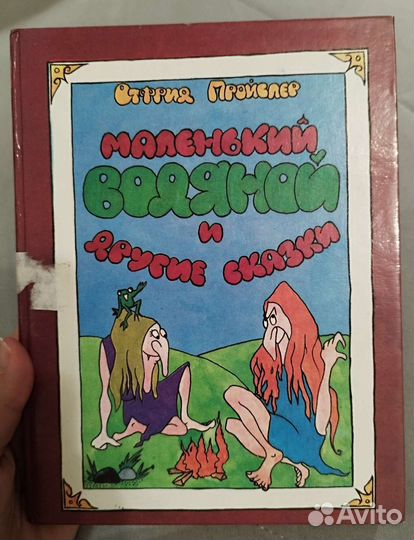 Отфрид Пройслер
Маленький
Водяной
и
другие сказки
Avito